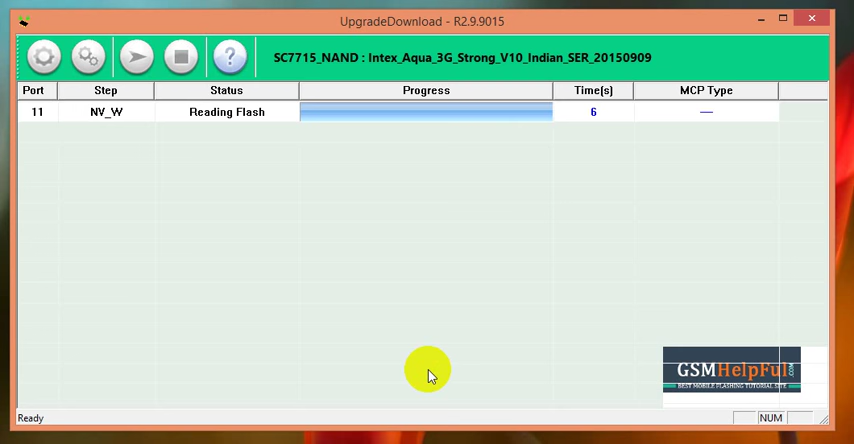 UpgradeDownload - R2.9.9015
SC7715_NAND : Intex_Aqua_3G_Strong_V10_Indian_SER_20150909
Port Step Status Progress Time(s) MCP Type
11 NV_W Reading Flash 6 —
GSMHelpFul.COM
BEST MOBILE FLASHING TUTORIAL SITE
Ready NUM